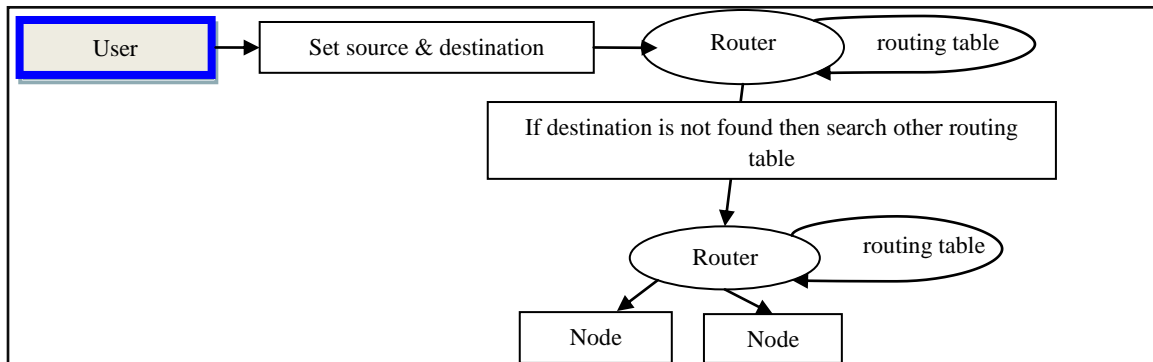 User
Set source & destination
Router
routing table
If destination is not found then search other routing
table
Router
routing table
Node
Node